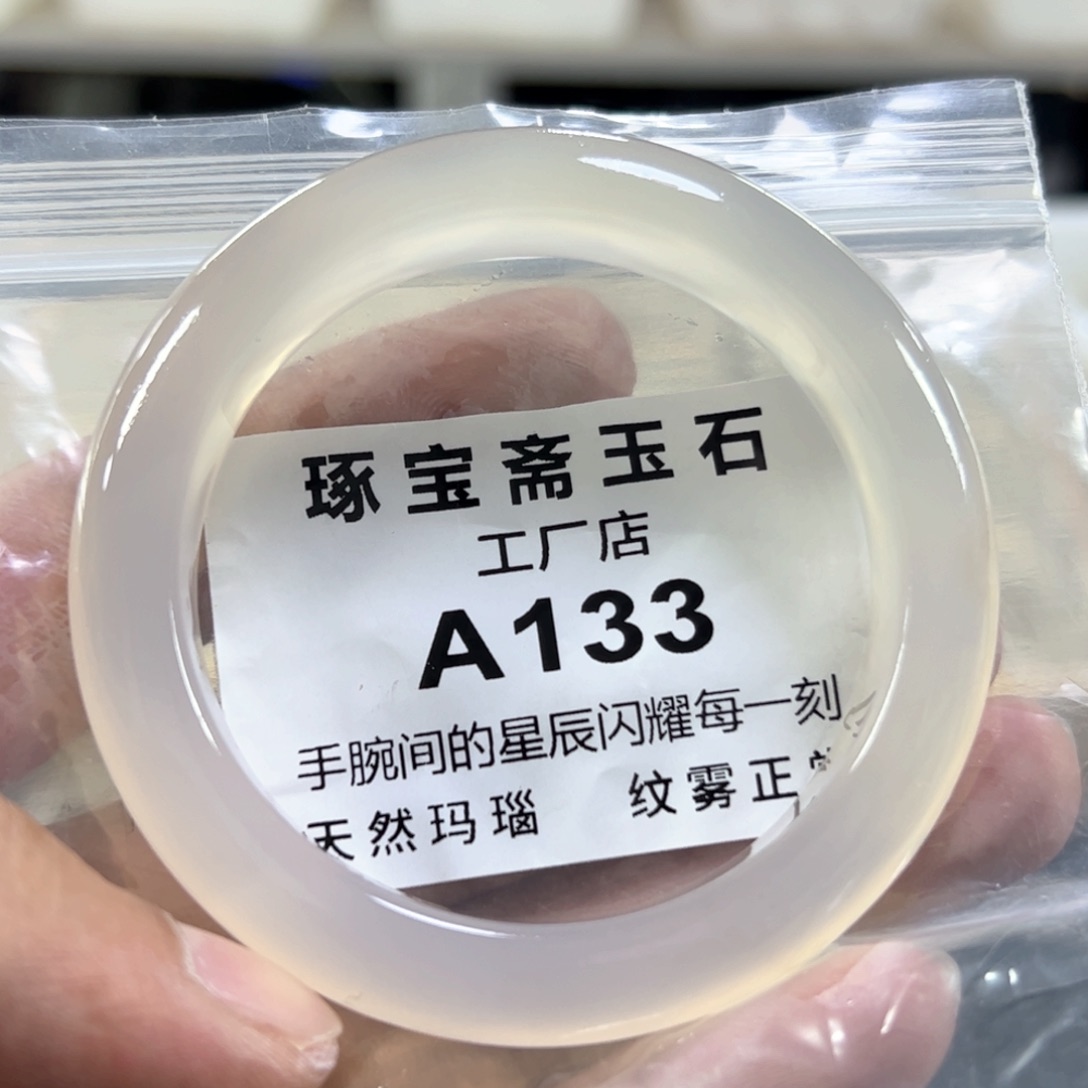 琢宝斋玉石
工厂店
A133
手腕间的星辰闪耀每一刻
天然玛瑙 纹雾正